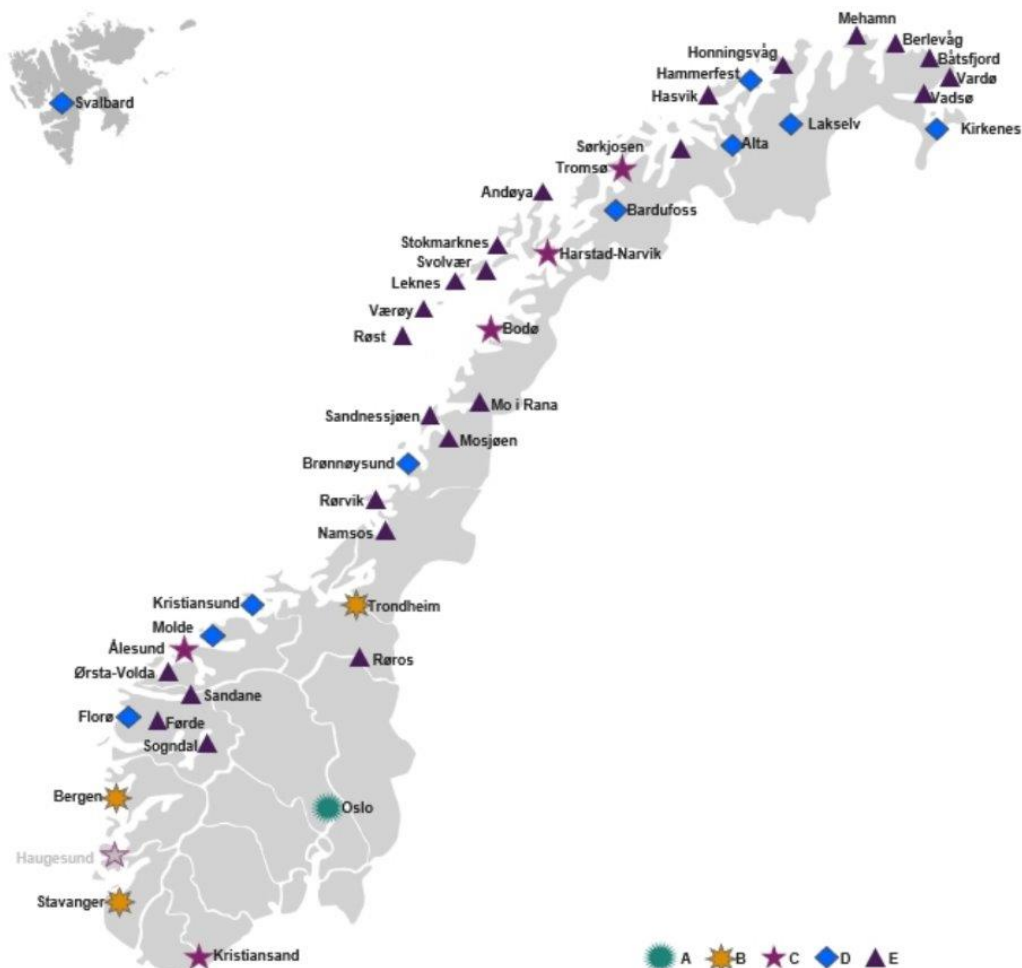 Mehamn
Berlevåg
Honningsvåg
Båtsfjord
Hammerfest
Vardø
Hasvik
Vadsø
Svalbard
Lakselv
Kirkenes
Alta
Sørkjosen
Tromsø
Andøya
Bardufoss
Stokmarknes
Harstad-Narvik
Svolvær
Leknes
Værøy
Røst
Bodø
Mo i Rana
Sandnessjøen
Mosjøen
Brønnøysund
Rørvik
Namsos
Kristiansund
Trondheim
Molde
Ålesund
Røros
Ørsta-Volda
Sandane
Florø
Førde
Sogndal
Bergen
Oslo
Haugesund
Stavanger
Kristiansand
A B C D E